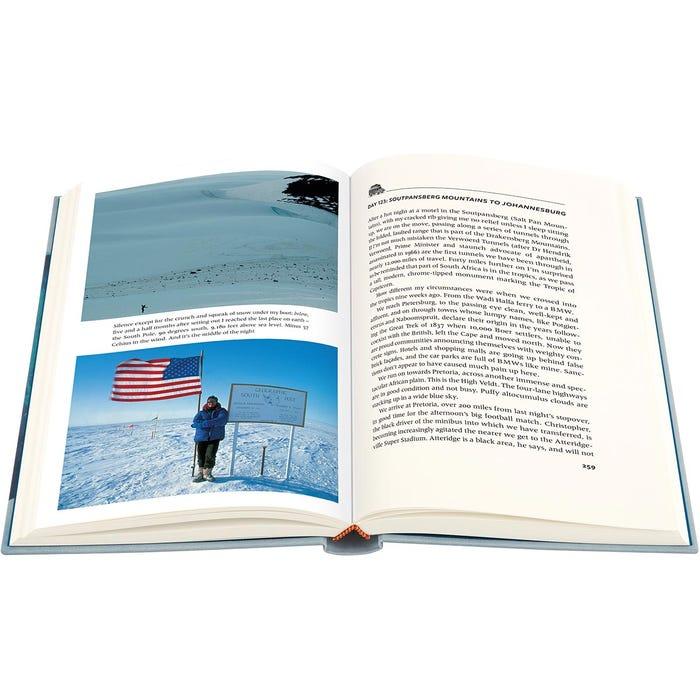 Silence except for the crunch and squeak of snow under my boot: below,
five and a half months after setting out I reached the last place on earth –
the South Pole, 90 degrees south, 9,180 feet above sea level. Minus 57
Celsius in the wind. And it's the middle of the night
GEOGRAPHIC
SOUTH POLE
DAY 123: SOUTPANSBERG MOUNTAINS TO JOHANNESBURG
After a hot night at a motel in the Soutpansberg (Salt Pan Moun-
tains), with my cracked rib giving me no relief unless I sleep sitting
up, we are on the move, passing along a series of tunnels through
the folded, faulted range that is part of the Drakensberg Mountains.
If I'm not much mistaken the Verwoerd Tunnels (after Dr Hendrik
Verwoerd, Prime Minister and staunch advocate of apartheid,
assassinated in 1966) are the first tunnels we have been through in
nearly 12,000 miles of travel. Forty miles further on I'm surprised
to be reminded that part of South Africa is in the tropics, as we pass
a tall, modern, chrome-tipped monument marking the Tropic of
Capricorn.
How different my circumstances were when we crossed into
the tropics nine weeks ago. From the Wadi Halfa ferry to a BMW.
We reach Pietersburg, to the passing eye clean, well-kept and
affluent, and on through towns whose lumpy names, like Potgie-
tersrus and Naboomspruit, declare their origin in the years follow-
ing the Great Trek of 1837 when 10,000 Boer settlers, unable to
coexist with the British, left the Cape and moved north. Now they
are proud communities announcing themselves with weighty con-
crete signs. Hotels and shopping malls are going up behind false
brick façades, and the car parks are full of BMWs like mine. Sanc-
tions don't appear to have caused much pain up here.
We run on towards Pretoria, across another immense and spec-
tacular African plain. This is the High Veldt. The four-lane highways
are in good condition and not busy. Puffy altocumulus clouds are
stacking up in a wide blue sky.
We arrive at Pretoria, over 200 miles from last night's stopover,
in good time for the afternoon's big football match. Christopher,
the black driver of the minibus into which we have transferred, is
becoming increasingly agitated the nearer we get to the Atteridge-
ville Super Stadium. Atteridge is a black area, he says, and will not
259